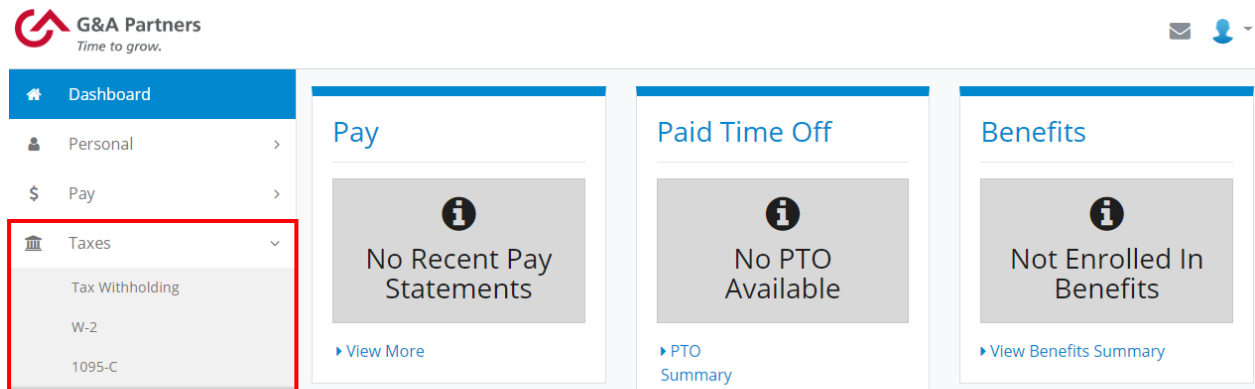 G&A Partners
Time to grow.
Dashboard
Personal
Pay
Taxes
Tax Withholding
W-2
1095-C
Pay
No Recent Pay
Statements
View More
Paid Time Off
No PTO
Available
PTO
Summary
Benefits
Not Enrolled In
Benefits
View Benefits Summary